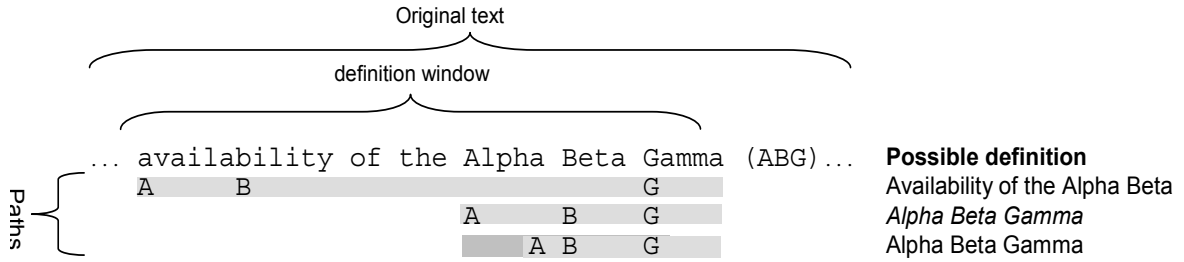 Original text
definition window
... availability of the Alpha Beta Gamma (ABG)... Possible definition
A B G Availability of the Alpha Beta
A B G Alpha Beta Gamma
A B G Alpha Beta Gamma
Paths